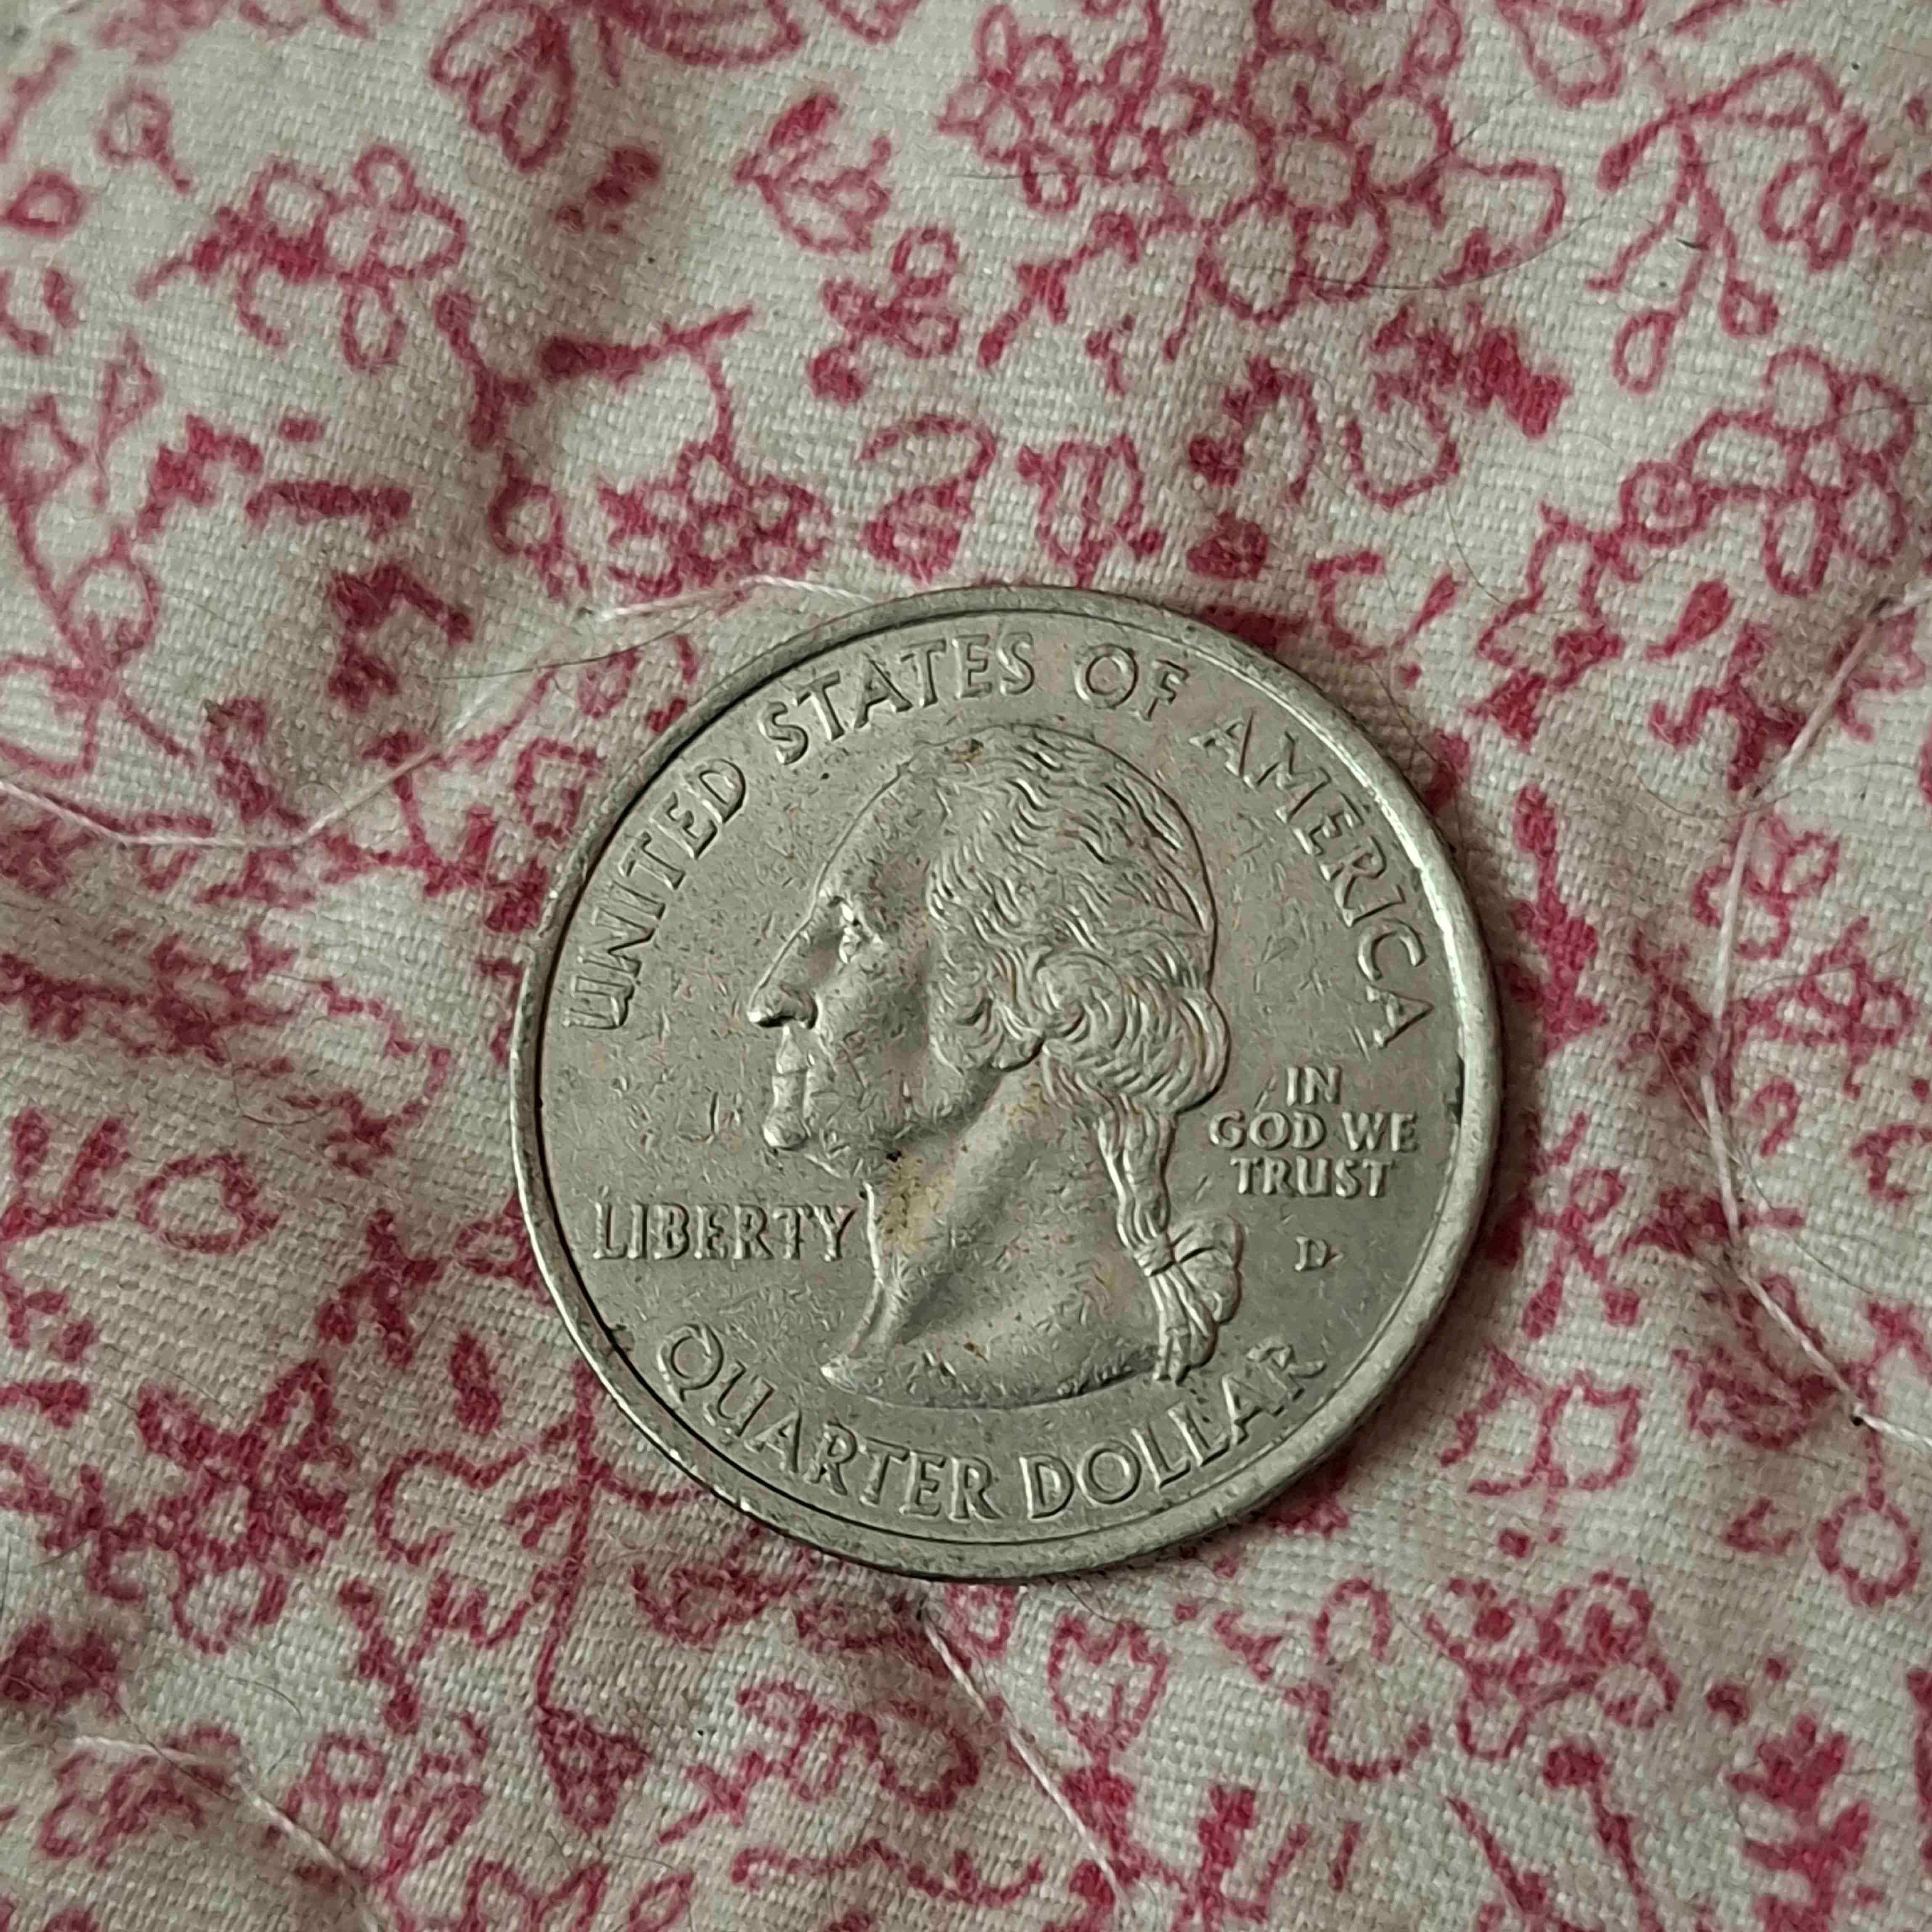 UNITED STATES OF AMERICA
LIBERTY
IN
GOD WE
TRUST
D
QUARTER DOLLAR